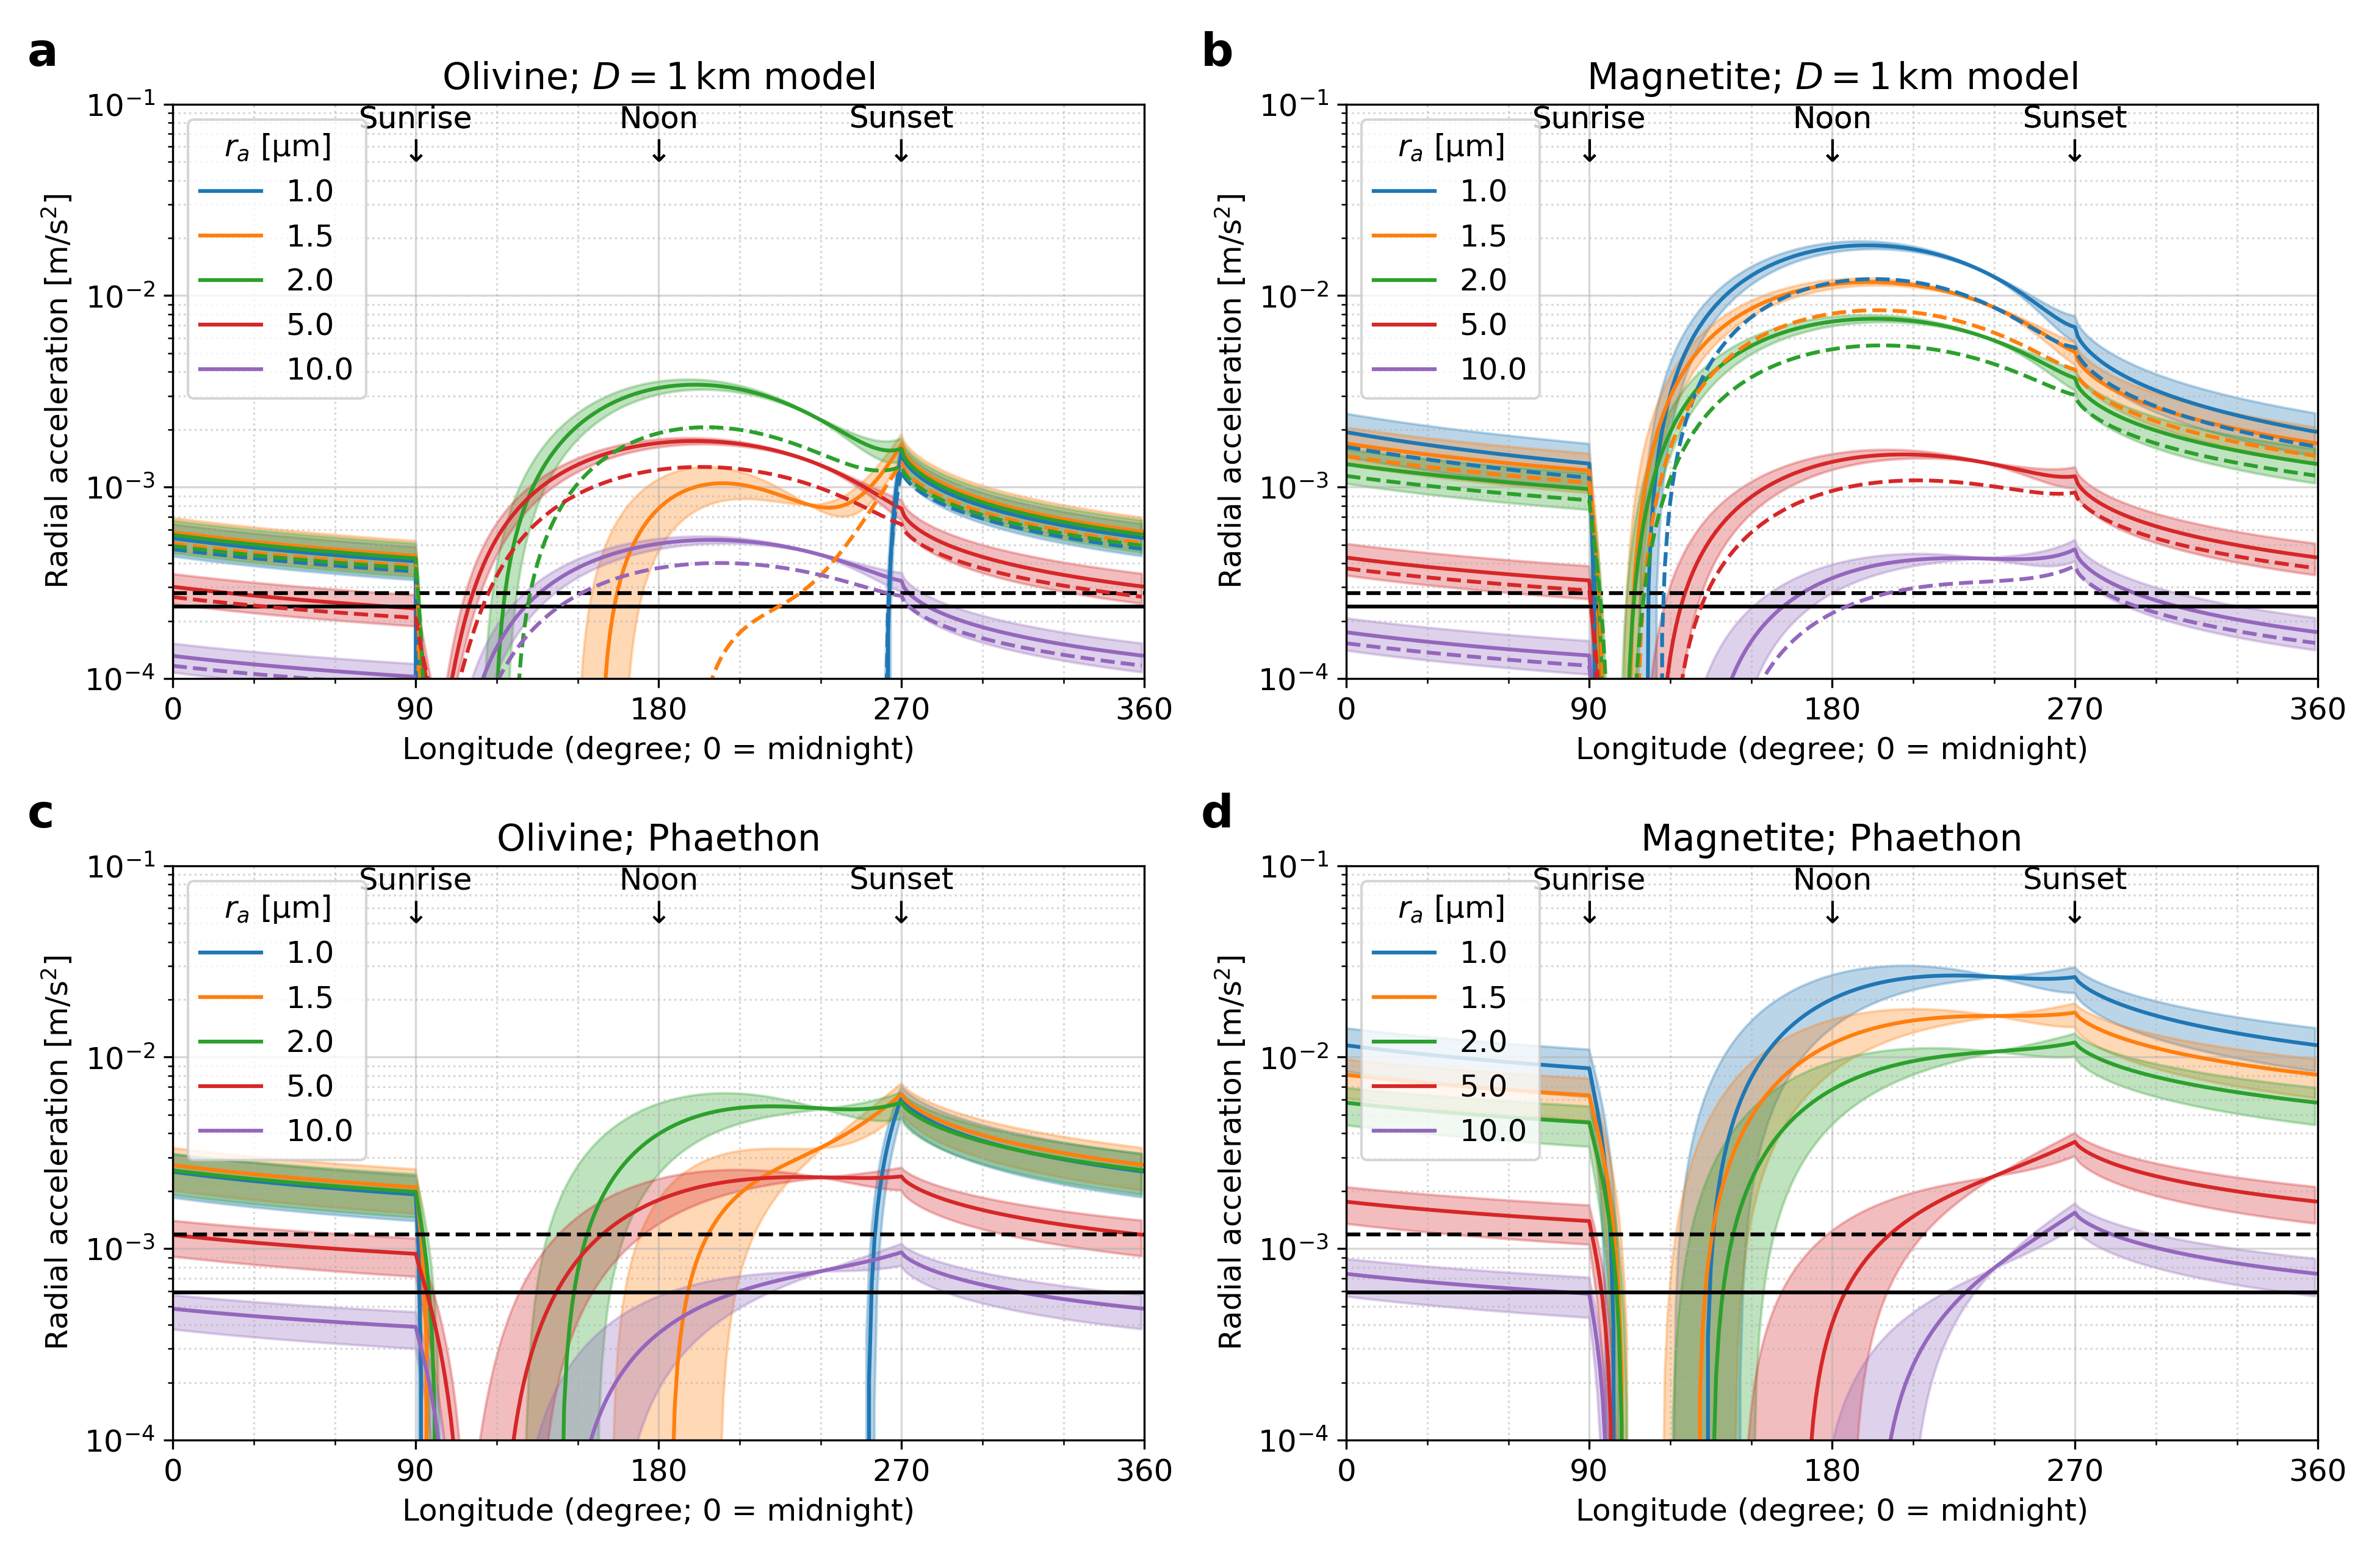 a
Olivine; D = 1 km model
Radial acceleration [m/s²]
10⁻¹
10⁻²
10⁻³
10⁻⁴
Sunrise
↓
Noon
↓
Sunset
↓
rₐ [μm]
1.0
1.5
2.0
5.0
10.0
0 90 180 270 360
Longitude (degree; 0 = midnight)
b
Magnetite; D = 1 km model
Radial acceleration [m/s²]
10⁻¹
10⁻²
10⁻³
10⁻⁴
Sunrise
↓
Noon
↓
Sunset
↓
rₐ [μm]
1.0
1.5
2.0
5.0
10.0
0 90 180 270 360
Longitude (degree; 0 = midnight)
c
Olivine; Phaethon
Radial acceleration [m/s²]
10⁻¹
10⁻²
10⁻³
10⁻⁴
Sunrise
↓
Noon
↓
Sunset
↓
rₐ [μm]
1.0
1.5
2.0
5.0
10.0
0 90 180 270 360
Longitude (degree; 0 = midnight)
d
Magnetite; Phaethon
Radial acceleration [m/s²]
10⁻¹
10⁻²
10⁻³
10⁻⁴
Sunrise
↓
Noon
↓
Sunset
↓
rₐ [μm]
1.0
1.5
2.0
5.0
10.0
0 90 180 270 360
Longitude (degree; 0 = midnight)